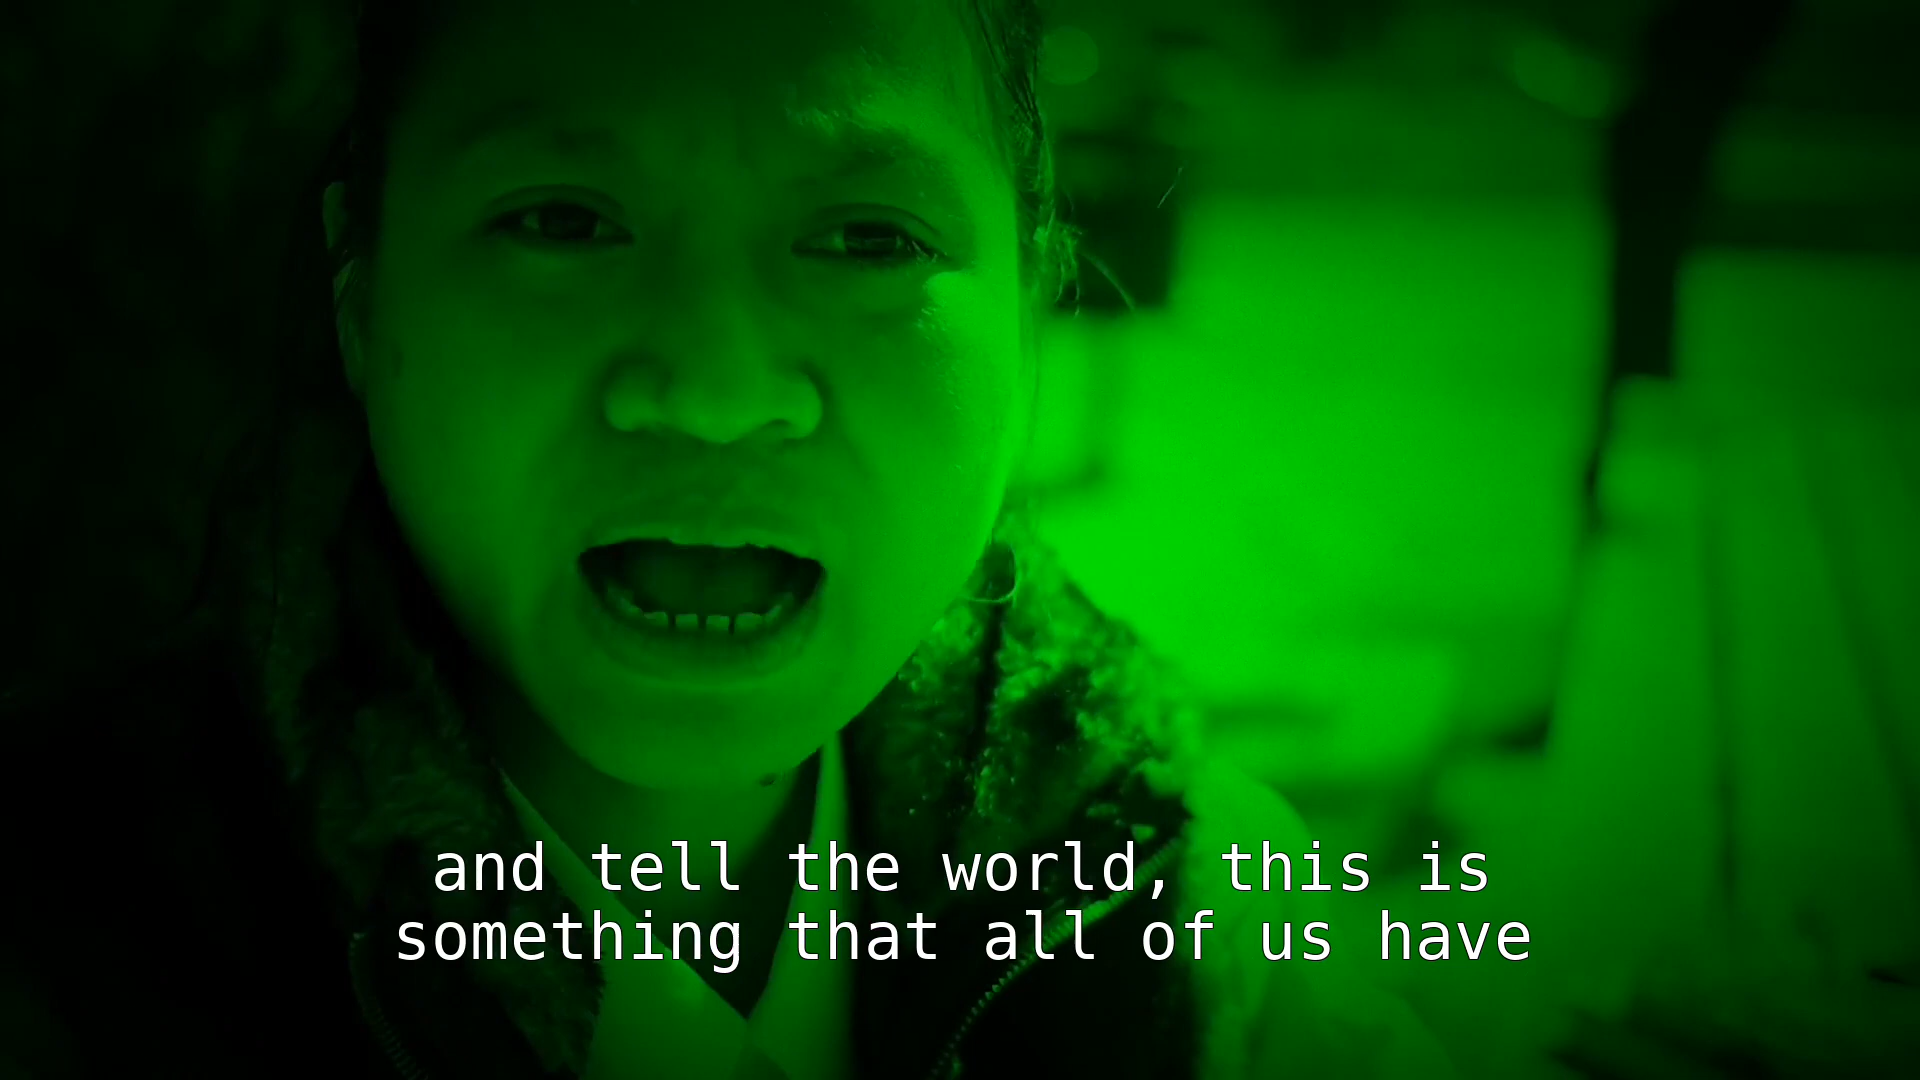 and tell the world, this is
something that all of us have